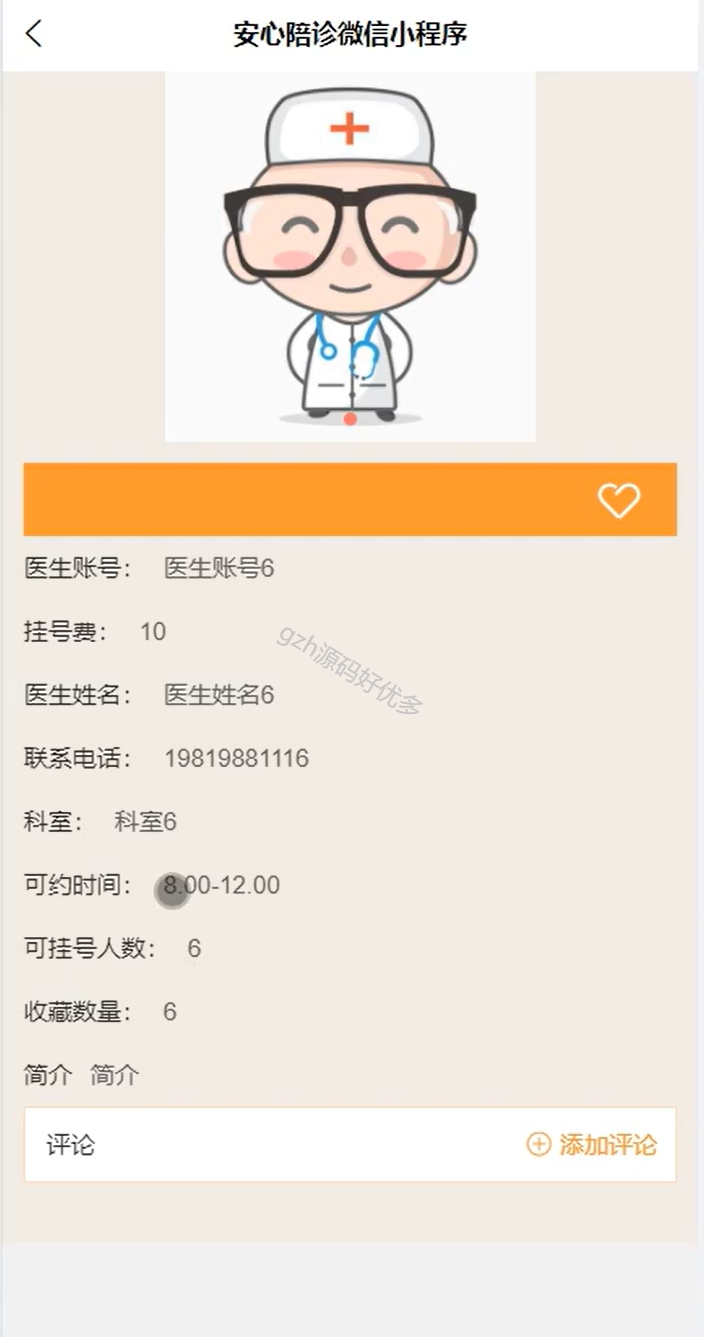 安心陪诊微信小程序
医生账号： 医生账号6
挂号费： 10
gzh源码好优多
医生姓名： 医生姓名6
联系电话： 19819881116
科室： 科室6
可约时间： 8.00-12.00
可挂号人数： 6
收藏数量： 6
简介 简介
评论 添加评论